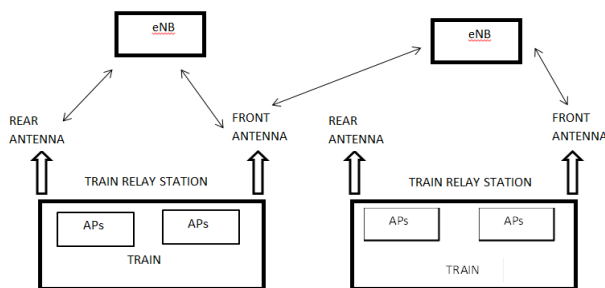 eNB
eNB
REAR
ANTENNA
FRONT
ANTENNA
REAR
ANTENNA
FRONT
ANTENNA
TRAIN RELAY STATION
TRAIN RELAY STATION
APs
APs
APs
APs
TRAIN
TRAIN